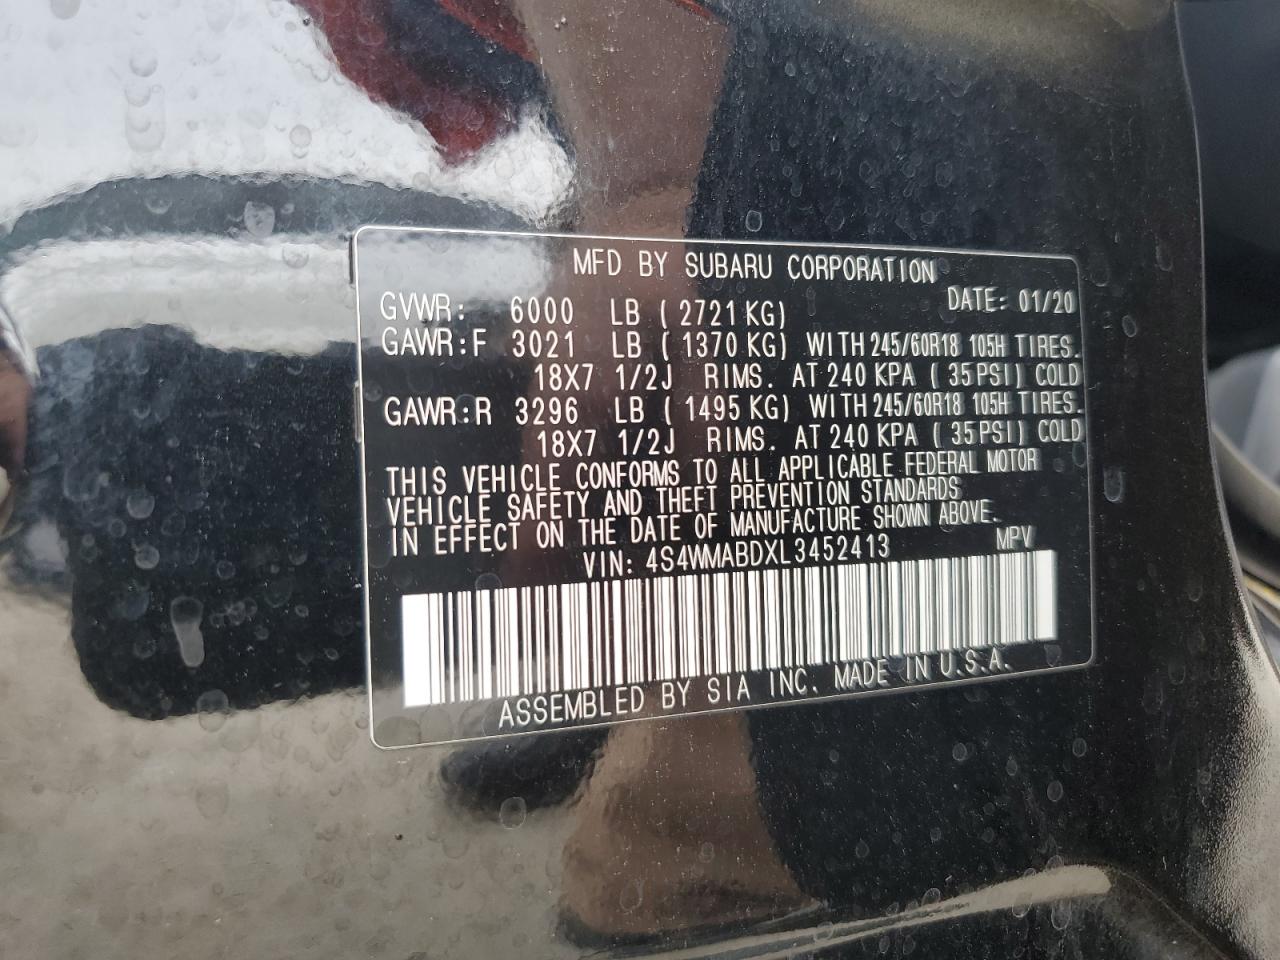 MFD BY SUBARU CORPORATION
GVWR: 6000 LB (2721 KG) DATE: 01/20
GAWR:F 3021 LB (1370 KG) WITH 245/60R18 105H TIRES.
18X7 1/2J RIMS. AT 240 KPA (35PSI) COLD
GAWR:R 3296 LB (1495 KG) WITH 245/60R18 105H TIRES.
18X7 1/2J RIMS. AT 240 KPA (35PSI) COLD
THIS VEHICLE CONFORMS TO ALL APPLICABLE FEDERAL MOTOR
VEHICLE SAFETY AND THEFT PREVENTION STANDARDS
IN EFFECT ON THE DATE OF MANUFACTURE SHOWN ABOVE.
VIN: 4S4WMABDXL3452413 MPV
ASSEMBLED BY SIA INC. MADE IN U.S.A.